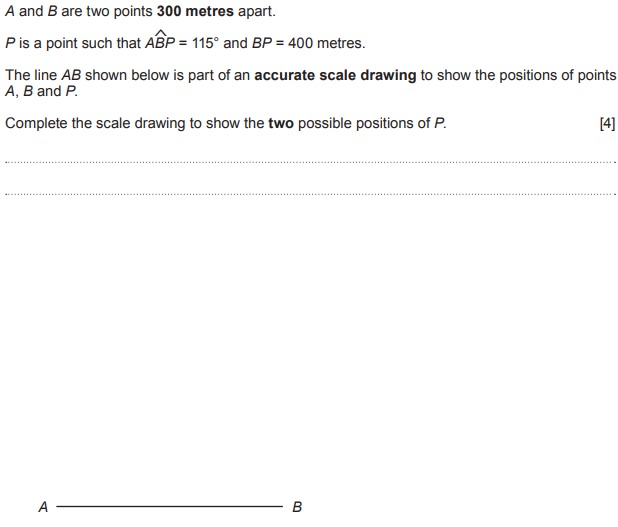 A and B are two points 300 metres apart.
P is a point such that AB̂P = 115° and BP = 400 metres.
The line AB shown below is part of an accurate scale drawing to show the positions of points
A, B and P.
Complete the scale drawing to show the two possible positions of P. [4]
A B